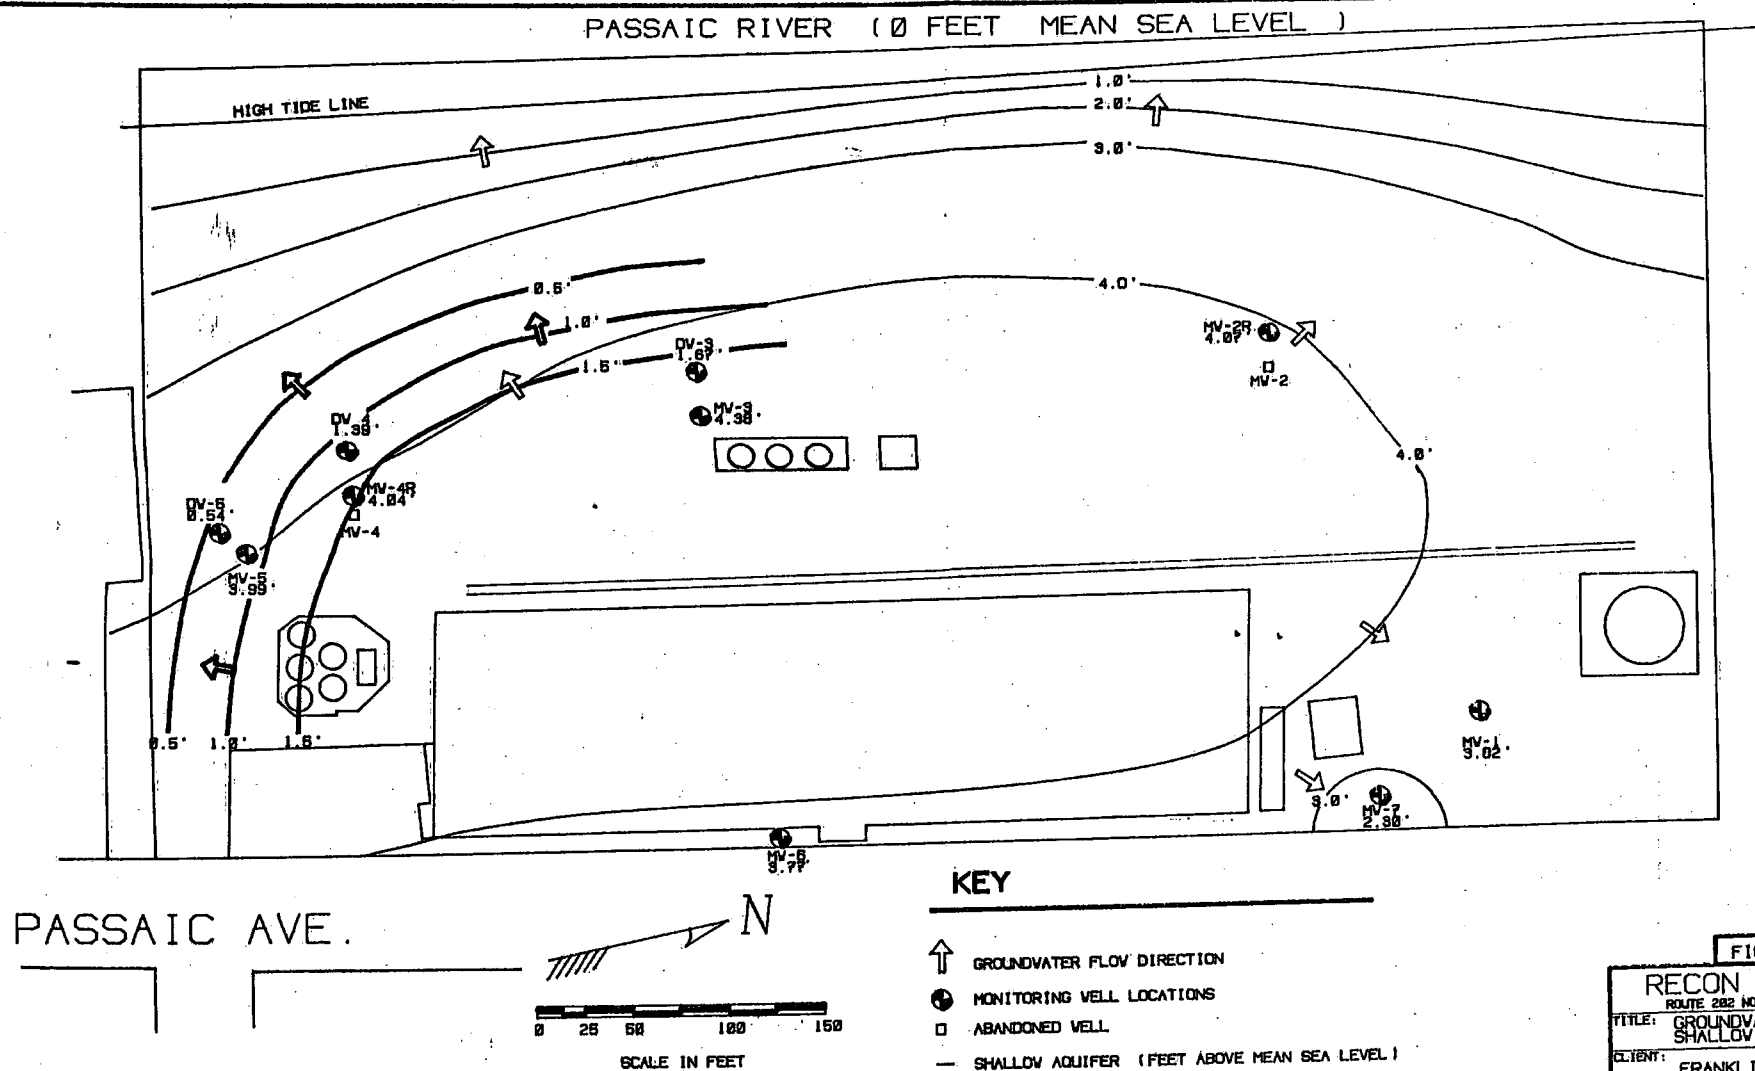 PASSAIC RIVER (0 FEET MEAN SEA LEVEL )
HIGH TIDE LINE
1.0'
2.0'
3.0'
0.5'
1.0'
1.5'
4.0'
4.0'
DW-3
1.67'
MW-3
4.38'
MW-2R
4.07'
MW-2
DW-4
1.39'
MW-4R
4.04'
MW-4
DW-5
0.54'
MW-5
3.99'
0.5'
1.0'
1.5'
MW-1
3.02'
3.0'
MW-7
2.90'
MW-6
3.77'
PASSAIC AVE.
N
0 25 50 100 150
SCALE IN FEET
KEY
GROUNDWATER FLOW DIRECTION
MONITORING WELL LOCATIONS
ABANDONED WELL
SHALLOW AQUIFER (FEET ABOVE MEAN SEA LEVEL)
RECON
ROUTE 202
TITLE:
SHALLOW
CLIENT: